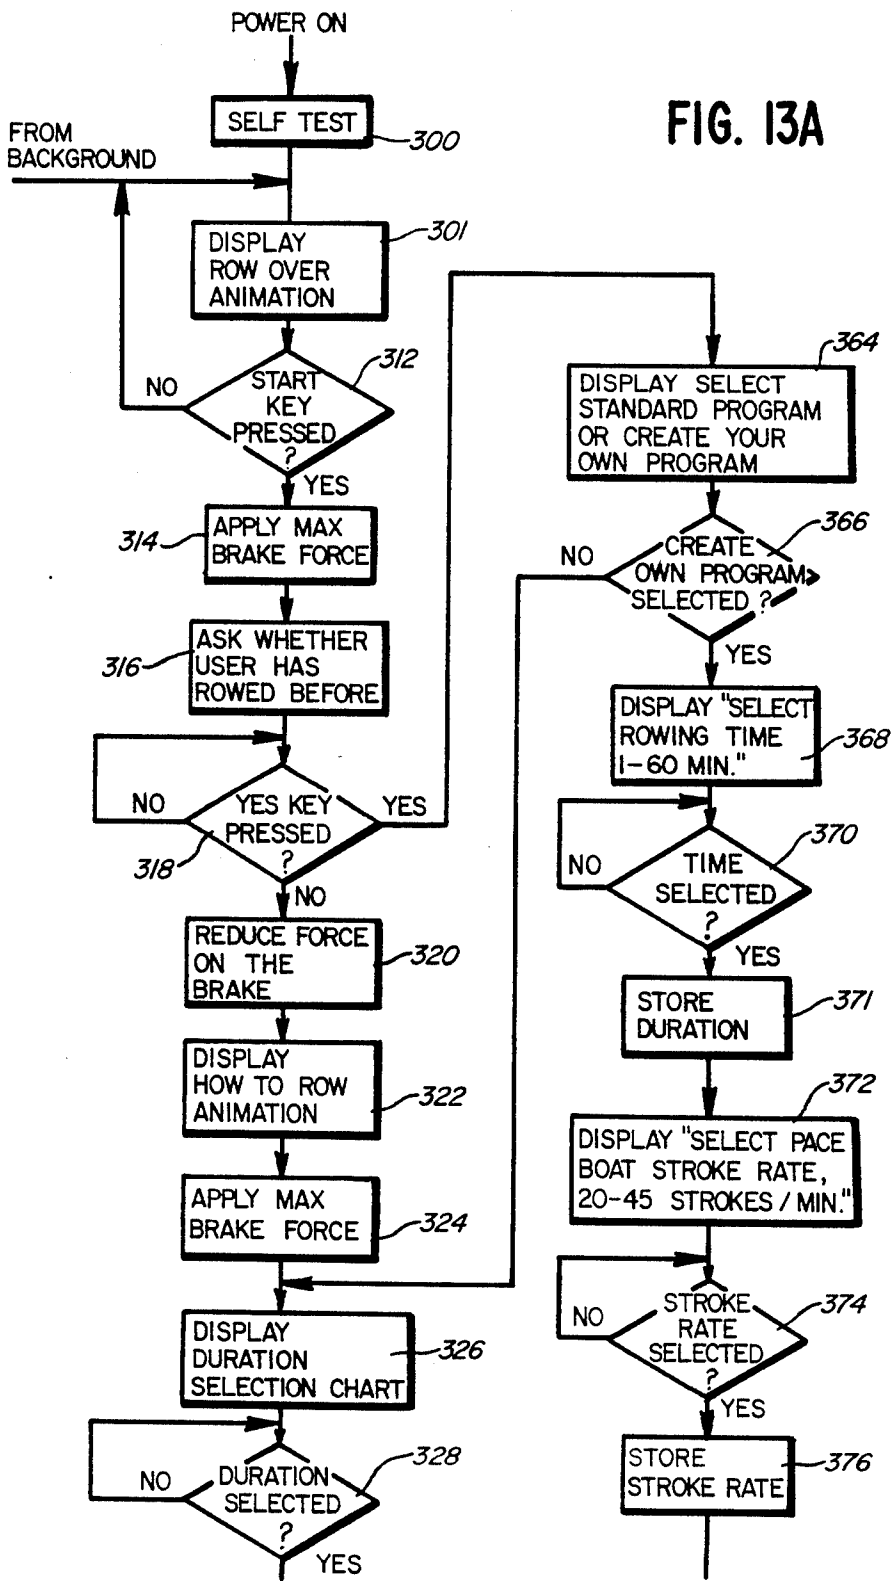 POWER ON
SELF TEST
300
FIG. 13A
FROM
BACKGROUND
DISPLAY
ROW OVER
ANIMATION
301
START
KEY
PRESSED
?
312
NO
YES
APPLY MAX
BRAKE FORCE
314
ASK WHETHER
USER HAS
ROWED BEFORE
316
YES KEY
PRESSED
?
318
NO
YES
NO
REDUCE FORCE
ON THE
BRAKE
320
DISPLAY
HOW TO ROW
ANIMATION
322
APPLY MAX
BRAKE FORCE
324
DISPLAY
DURATION
SELECTION CHART
326
DURATION
SELECTED
?
328
NO
YES
DISPLAY SELECT
STANDARD PROGRAM
OR CREATE YOUR
OWN PROGRAM
364
CREATE
OWN PROGRAM
SELECTED ?
366
NO
YES
DISPLAY "SELECT
ROWING TIME
1-60 MIN."
368
TIME
SELECTED
?
370
NO
YES
STORE
DURATION
371
DISPLAY "SELECT PACE
BOAT STROKE RATE,
20-45 STROKES / MIN."
372
STROKE
RATE
SELECTED
?
374
NO
YES
STORE
STROKE RATE
376